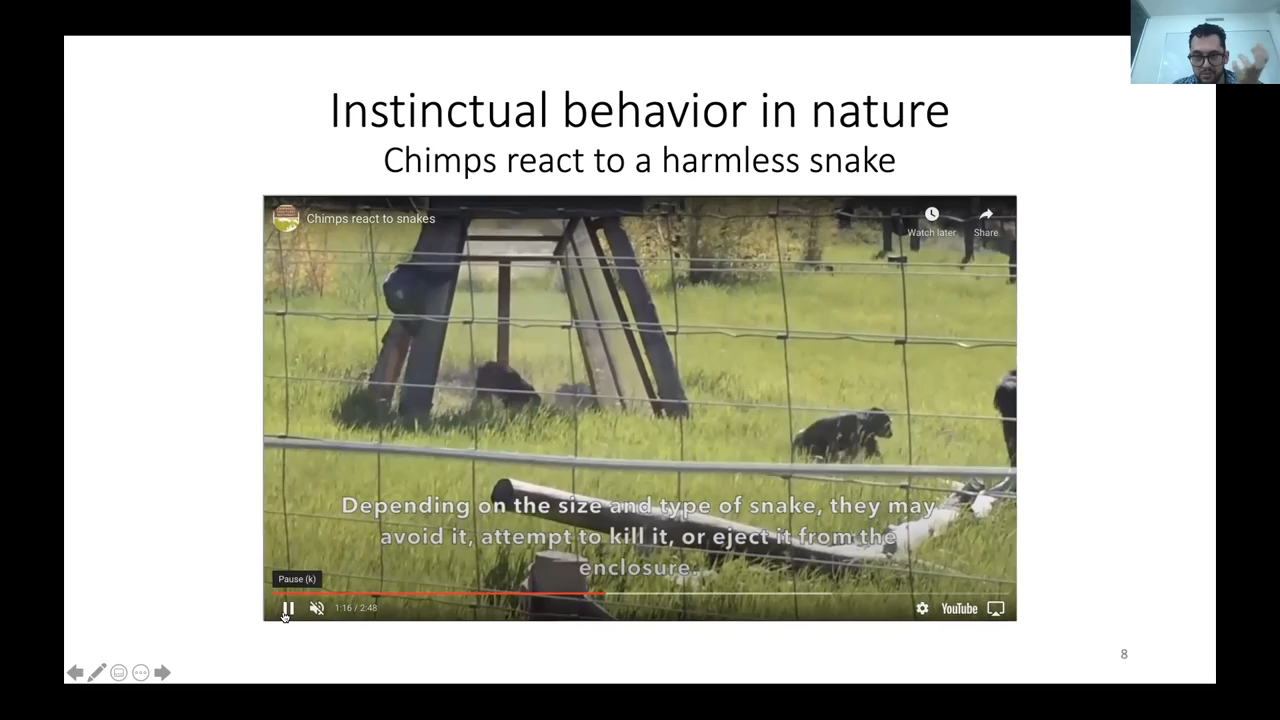 Instinctual behavior in nature
Chimps react to a harmless snake
Chimps react to snakes
Watch later
Share
Depending on the size and type of snake, they may
avoid it, attempt to kill it, or eject it from the
enclosure.
Pause (k)
1:16 / 2:48
YouTube
8